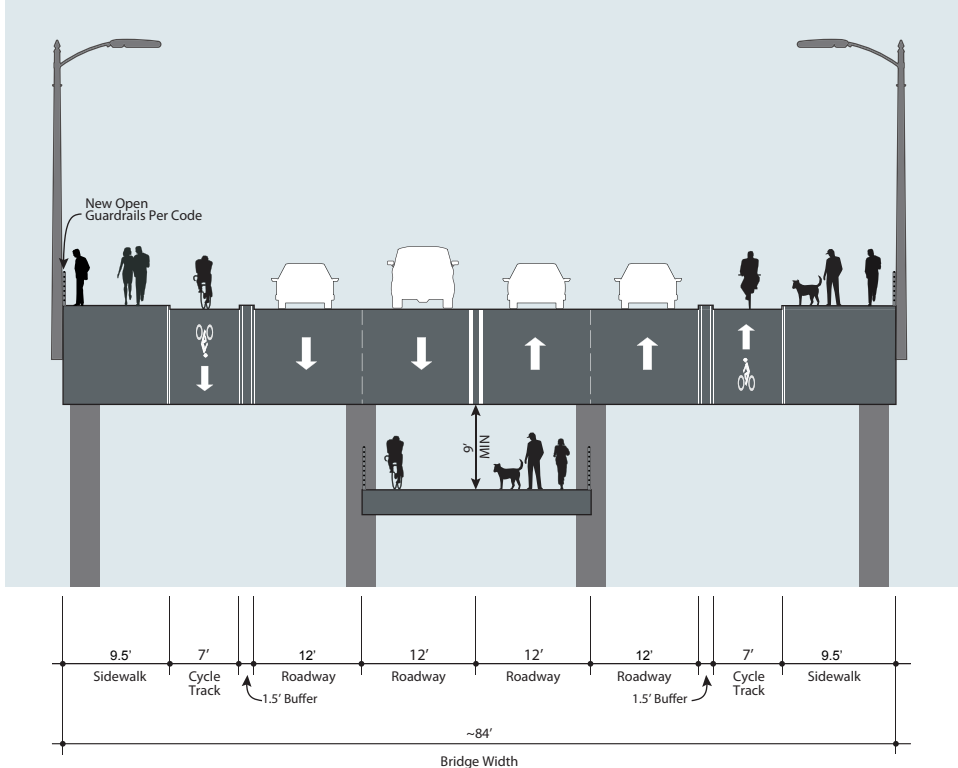 New Open
Guardrails Per Code
9′
MIN
9.5'
7′
12'
12′
12′
12'
7′
9.5'
Sidewalk
Cycle
Track
Roadway
Roadway
Roadway
Roadway
Cycle
Track
Sidewalk
1.5′ Buffer
1.5′ Buffer
~84′
Bridge Width